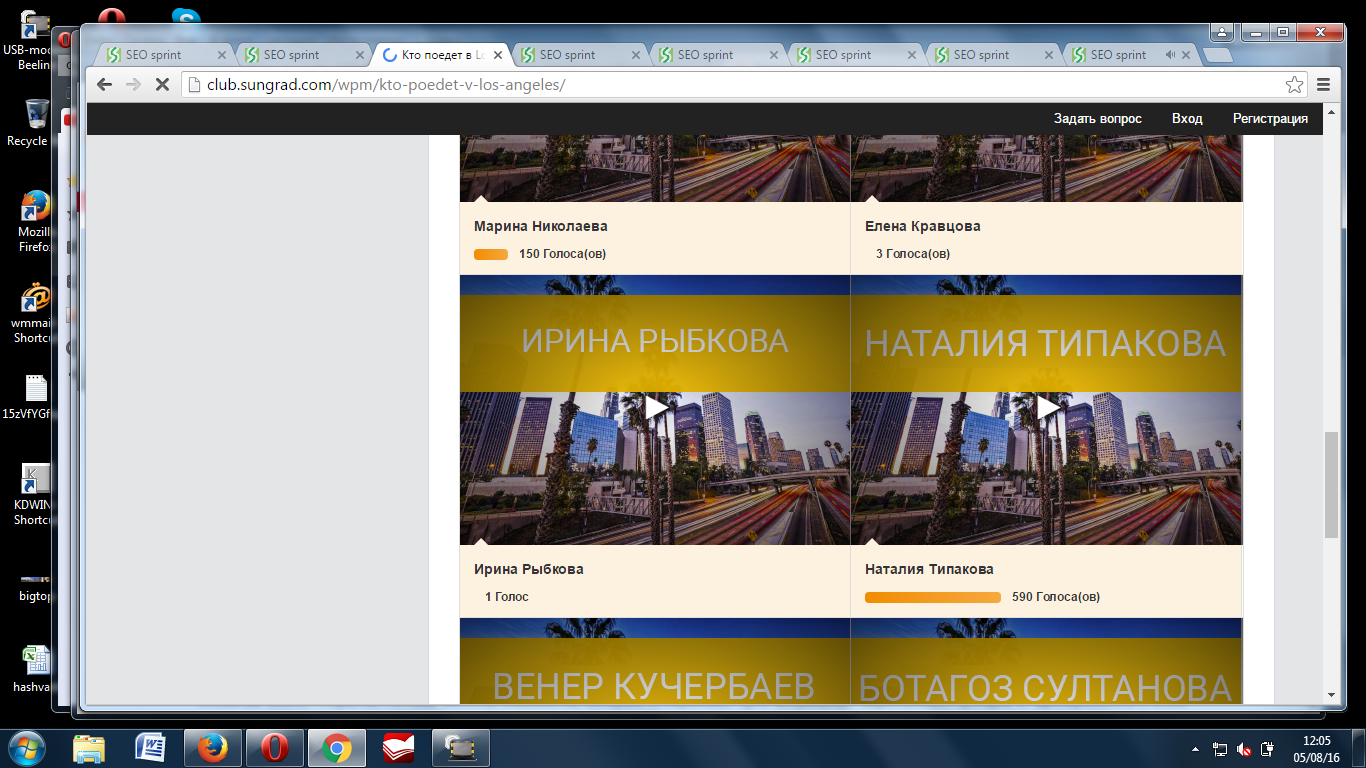 USB-mo
Beelin
Recycle
Mozill
Firefo
wmmai
Shortcu
15zVfYGf
KDWIN
Shortcu
bigtop
hashva
SEO sprint
SEO sprint
Кто поедет в Lo
SEO sprint
SEO sprint
SEO sprint
SEO sprint
SEO sprint
club.sungrad.com/wpm/kto-poedet-v-los-angeles/
Задать вопрос Вход Регистрация
Марина Николаева
150 Голоса(ов)
Елена Кравцова
3 Голоса(ов)
ИРИНА РЫБКОВА
НАТАЛИЯ ТИПАКОВА
Ирина Рыбкова
1 Голос
Наталия Типакова
590 Голоса(ов)
ВЕНЕР КУЧЕРБАЕВ
БОТАГОЗ СУЛТАНОВА
12:05
05/08/16